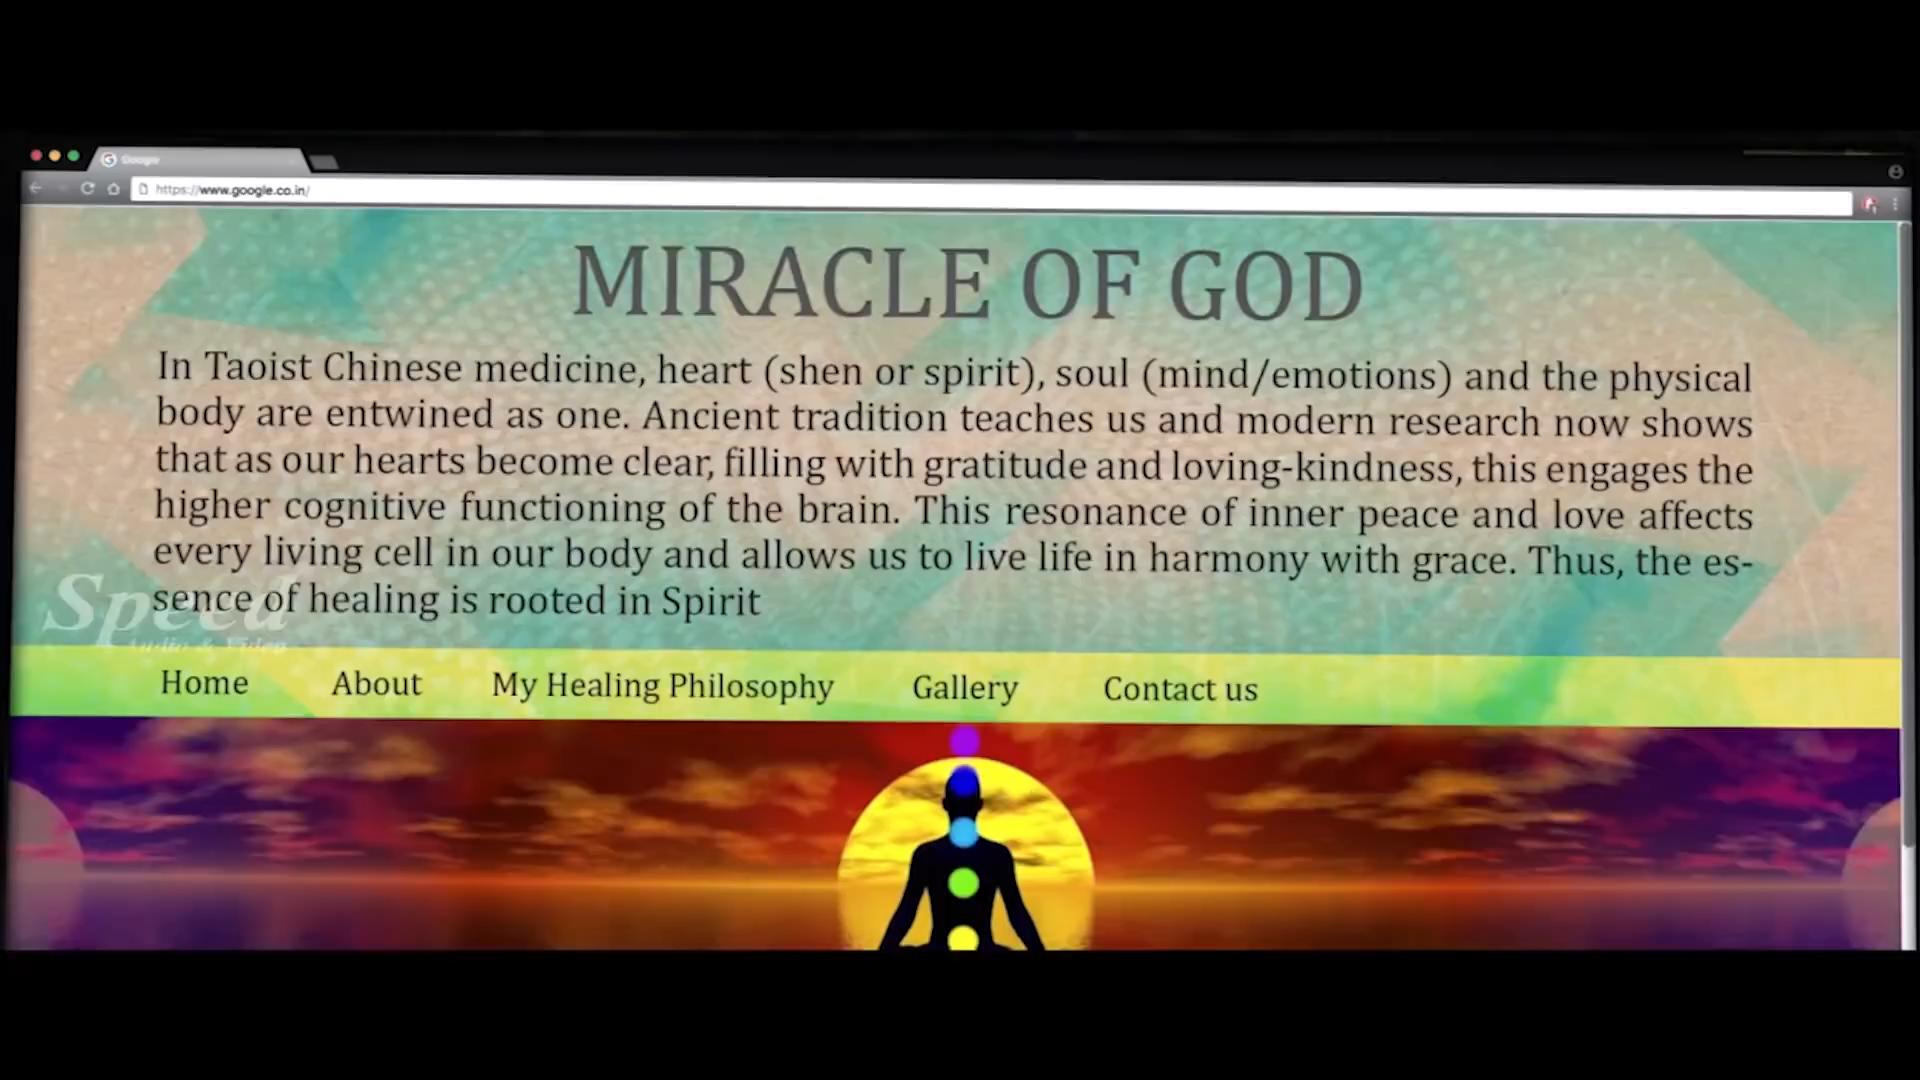 Google
https://www.google.co.in/
MIRACLE OF GOD
In Taoist Chinese medicine, heart (shen or spirit), soul (mind/emotions) and the physical
body are entwined as one. Ancient tradition teaches us and modern research now shows
that as our hearts become clear, filling with gratitude and loving-kindness, this engages the
higher cognitive functioning of the brain. This resonance of inner peace and love affects
every living cell in our body and allows us to live life in harmony with grace. Thus, the es-
sence of healing is rooted in Spirit
Speed
Audio & Video
Home About My Healing Philosophy Gallery Contact us